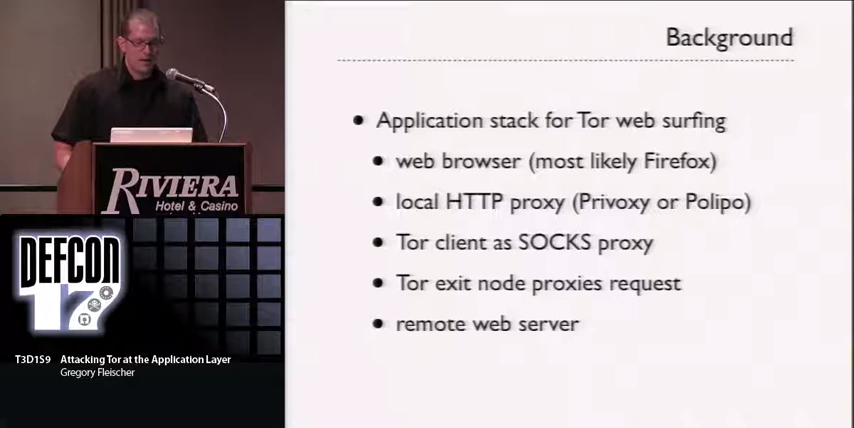 Background
• Application stack for Tor web surfing
• web browser (most likely Firefox)
• local HTTP proxy (Privoxy or Polipo)
• Tor client as SOCKS proxy
• Tor exit node proxies request
• remote web server
RIVIERA
Hotel & Casino
DEFCON
17
T3D1S9 Attacking Tor at the Application Layer
Gregory Fleischer